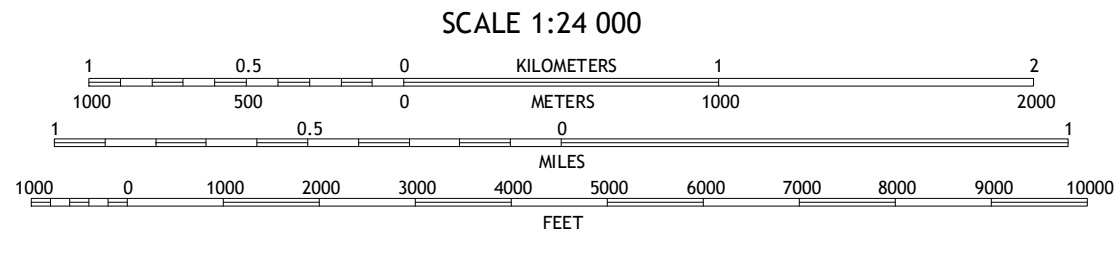 SCALE 1:24 000
1 0.5 0 KILOMETERS 1 2
1000 500 0 METERS 1000 2000
1 0.5 0 1
MILES
1000 0 1000 2000 3000 4000 5000 6000 7000 8000 9000 10000
FEET